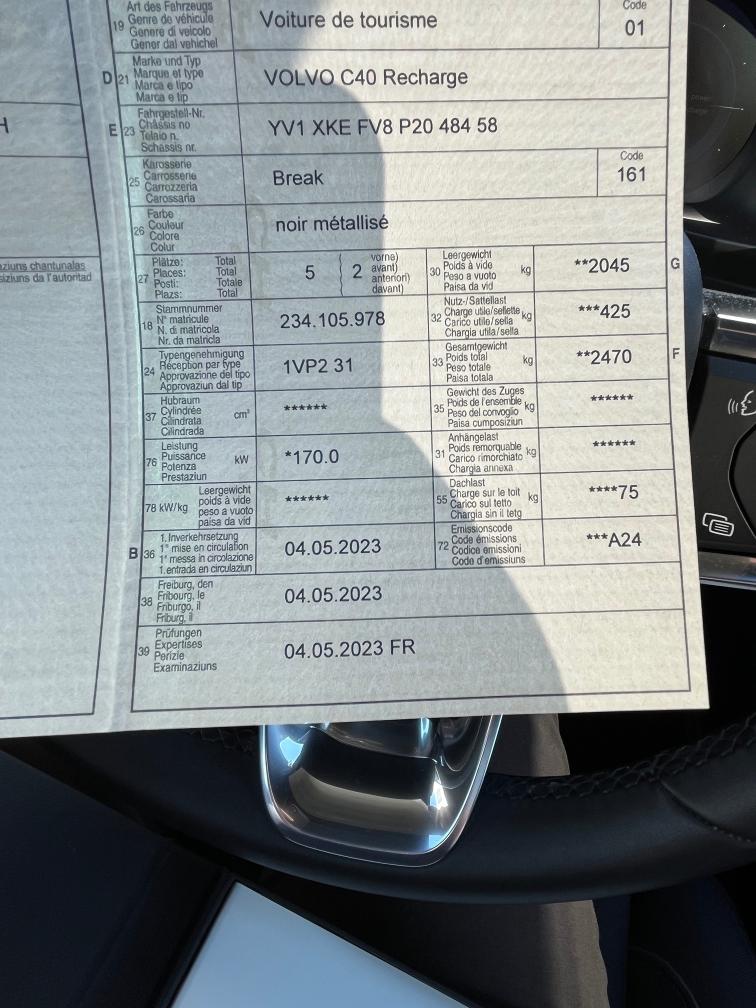 Art des Fahrzeugs
19 Genre de véhicule
Genere di veicolo
Gener dal vehichel
Voiture de tourisme
Code
01
D 21 Marke und Typ
Marque et type
Marca e tipo
Marca e tip
VOLVO C40 Recharge
E 23 Fahrgestell-Nr.
Châssis no
Telaio n.
Schassis nr.
YV1 XKE FV8 P20 484 58
H
25 Karosserie
Carrosserie
Carrozzeria
Carossaria
Break
Code
161
26 Farbe
Couleur
Colore
Colur
noir métallisé
ziuns chantunalas
siziuns da l'autoritad
27 Plätze: Total
Places: Total
Posti: Totale
Plazs: Total
5 ( 2 vorne)
avant)
anteriori)
davant)
30 Leergewicht
Poids à vide
Peso a vuoto
Paisa da vid
kg
**2045
G
18 Stammnummer
N° matricule
N. di matricola
Nr. da matricla
234.105.978
32 Nutz-/Sattellast
Charge utile/sellette
Carico utile/sella
Chargia utila/sella
kg
***425
24 Typengenehmigung
Réception par type
Approvazione del tipo
Approvaziun dal tip
1VP2 31
33 Gesamtgewicht
Poids total
Peso totale
Paisa totala
kg
**2470
F
37 Hubraum
Cylindrée
Cilindrata
Cilindrada
cm³
******
35 Gewicht des Zuges
Poids de l'ensemble
Peso del convoglio
Paisa cumposiziun
kg
******
76 Leistung
Puissance
Potenza
Prestaziun
kW
*170.0
31 Anhängelast
Poids remorquable
Carico rimorchiato
Chargia annexa
kg
******
78 kW/kg Leergewicht
poids à vide
peso a vuoto
paisa da vid
******
55 Dachlast
Charge sur le toit
Carico sul tetto
Chargia sin il tetg
kg
****75
B 36 1. Inverkehrsetzung
1° mise en circulation
1° messa in circolazione
1. entrada en circulaziun
04.05.2023
72 Emissionscode
Code émissions
Codice emissioni
Code d'emissiuns
***A24
38 Freiburg, den
Fribourg, le
Friburgo, il
Friburg, il
04.05.2023
39 Prüfungen
Expertises
Perizie
Examinaziuns
04.05.2023 FR